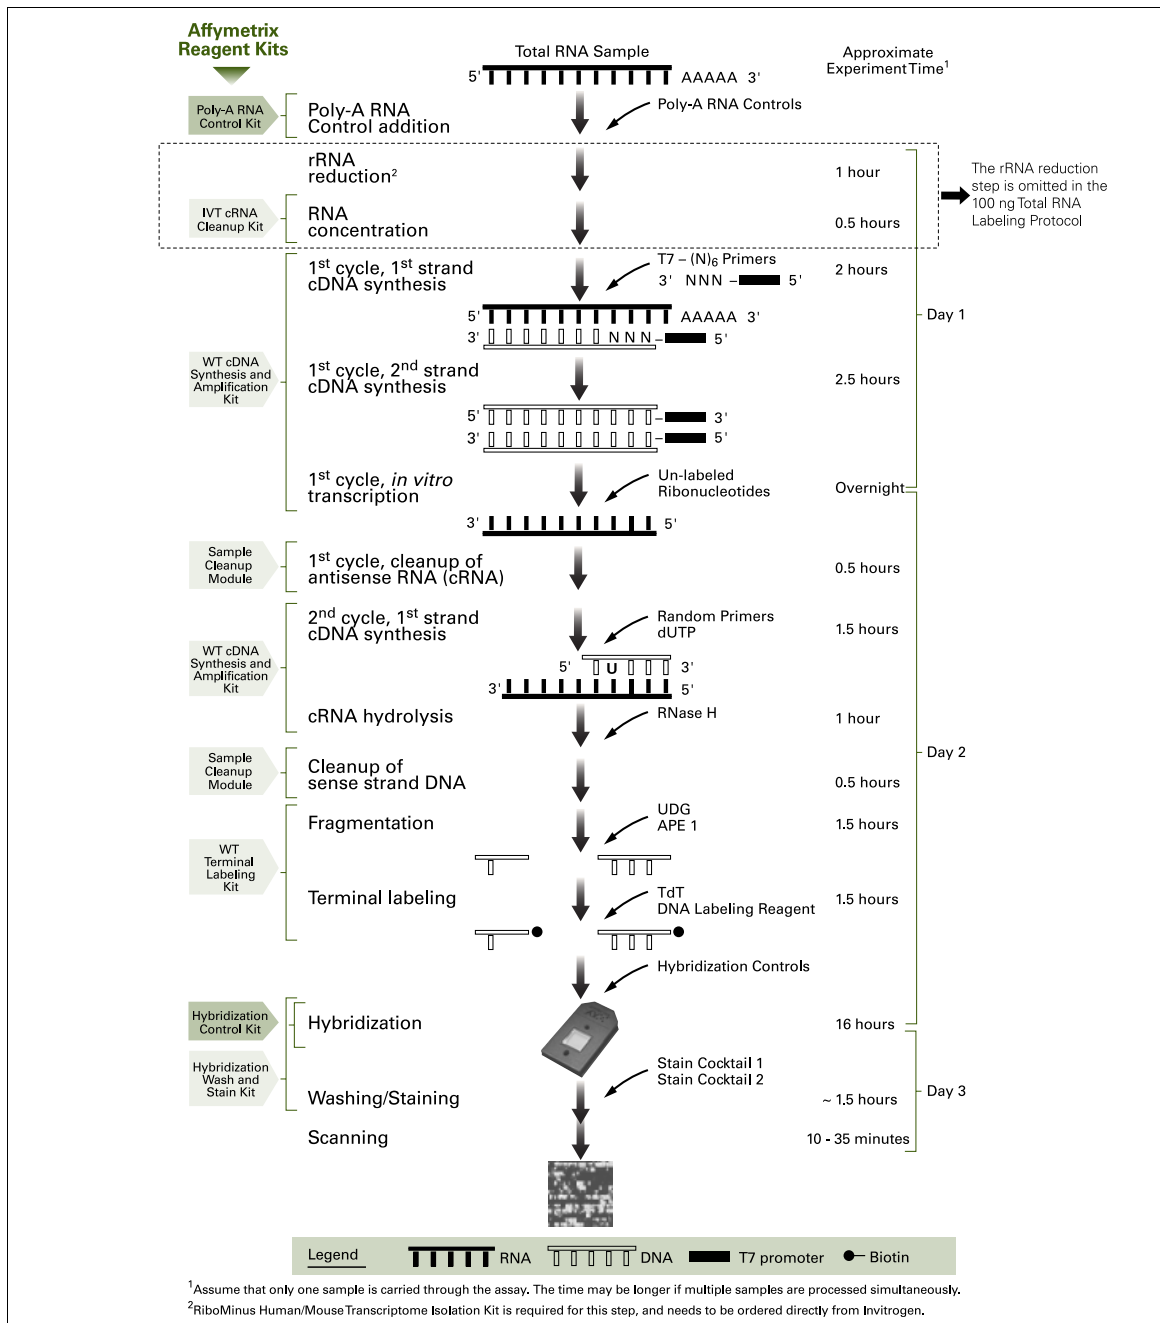 Affymetrix
Reagent Kits
Total RNA Sample
Approximate
Experiment Time1
5' AAAAA 3'
Poly-A RNA
Control Kit
Poly-A RNA
Control addition
Poly-A RNA Controls
rRNA
reduction2
1 hour
The rRNA reduction
step is omitted in the
100 ng Total RNA
Labeling Protocol
IVT cRNA
Cleanup Kit
RNA
concentration
0.5 hours
1st cycle, 1st strand
cDNA synthesis
T7 – (N)6 Primers
3' NNN – 5'
2 hours
Day 1
5' AAAAA 3'
3' N N N – 5'
WT cDNA
Synthesis and
Amplification
Kit
1st cycle, 2nd strand
cDNA synthesis
2.5 hours
5' – 3'
3' – 5'
1st cycle, in vitro
transcription
Un-labeled
Ribonucleotides
Overnight
3' 5'
Sample
Cleanup
Module
1st cycle, cleanup of
antisense RNA (cRNA)
0.5 hours
2nd cycle, 1st strand
cDNA synthesis
Random Primers
dUTP
1.5 hours
WT cDNA
Synthesis and
Amplification
Kit
5' U 3'
3' 5'
cRNA hydrolysis
RNase H
1 hour
Day 2
Sample
Cleanup
Module
Cleanup of
sense strand DNA
0.5 hours
Fragmentation
UDG
APE 1
1.5 hours
WT
Terminal
Labeling
Kit
Terminal labeling
TdT
DNA Labeling Reagent
1.5 hours
Hybridization Controls
Hybridization
Control Kit
Hybridization
16 hours
Hybridization
Wash and
Stain Kit
Stain Cocktail 1
Stain Cocktail 2
Washing/Staining
~ 1.5 hours
Day 3
Scanning
10 - 35 minutes
Legend RNA DNA T7 promoter Biotin
1Assume that only one sample is carried through the assay. The time may be longer if multiple samples are processed simultaneously.
2RiboMinus Human/Mouse Transcriptome Isolation Kit is required for this step, and needs to be ordered directly from Invitrogen.